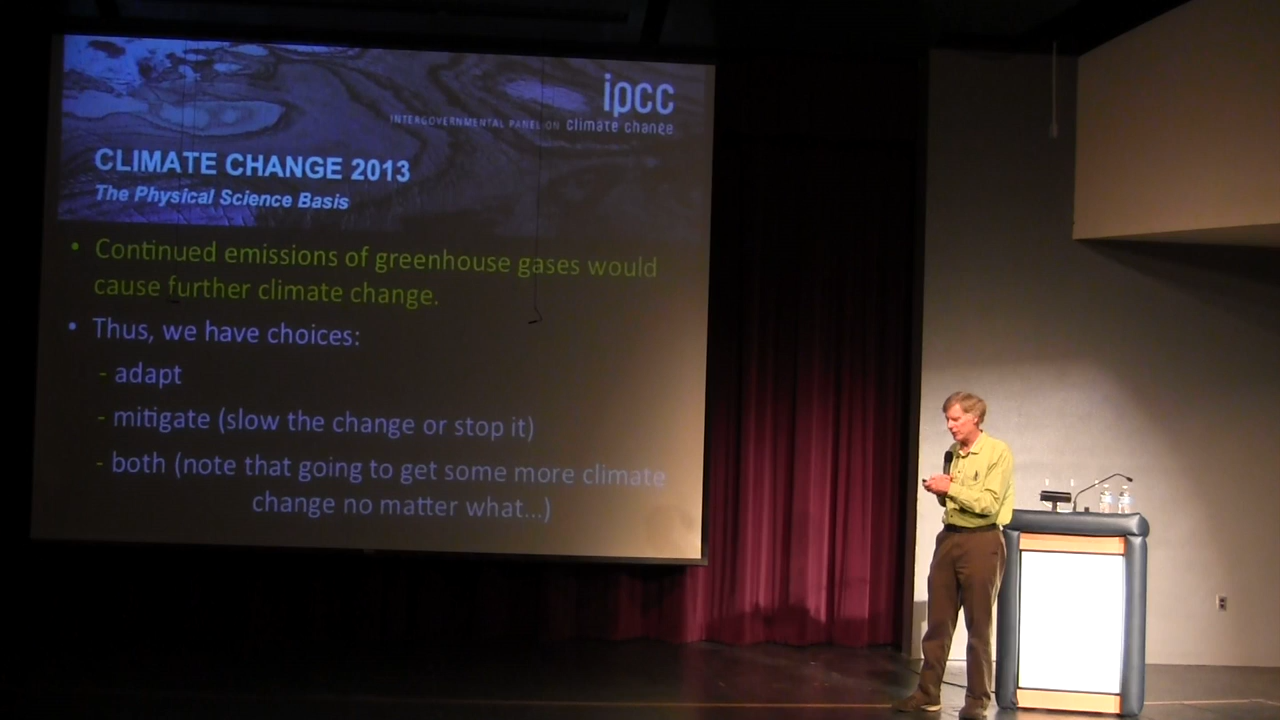 ipcc
INTERGOVERNMENTAL PANEL ON climate change
CLIMATE CHANGE 2013
The Physical Science Basis
• Continued emissions of greenhouse gases would
cause further climate change.
• Thus, we have choices:
- adapt
- mitigate (slow the change or stop it)
- both (note that going to get some more climate
change no matter what...)